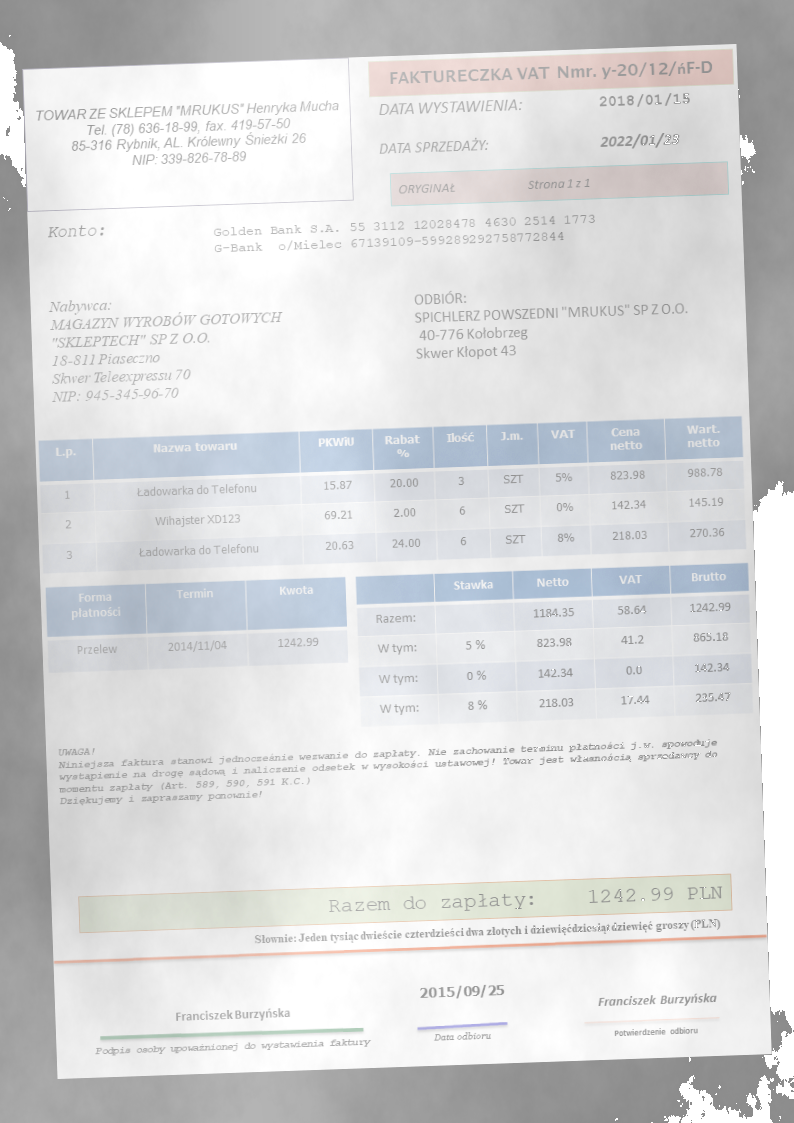 TOWAR ZE SKLEPEM "MRUKUS" Henryka Mucha
Tel. (78) 636-18-99, fax. 419-57-50
85-316 Rybnik, AL. Królewny Śnieżki 26
NIP: 339-826-78-89
FAKTURECZKA VAT Nmr. y-20/12/ńF-D
DATA WYSTAWIENIA: 2018/01/15
DATA SPRZEDAŻY: 2022/01/23
ORYGINAŁ Strona 1 z 1
Konto: Golden Bank S.A. 55 3112 12028478 4630 2514 1773
G-Bank o/Mielec 67139109-599289292758772844
Nabywca:
MAGAZYN WYROBÓW GOTOWYCH
"SKLEPTECH" SP Z O.O.
18-811 Piaseczno
Skwer Teleexpressu 70
NIP: 945-345-96-70
ODBIÓR:
SPICHLERZ POWSZEDNI "MRUKUS" SP Z O.O.
40-776 Kołobrzeg
Skwer Kłopot 43
L.p. Nazwa towaru PKWiU Rabat % Ilość J.m. VAT Cena netto Wart. netto
1 Ładowarka do Telefonu 15.87 20.00 3 SZT 5% 823.98 988.78
2 Wihajster XD123 69.21 2.00 6 SZT 0% 142.34 145.19
3 Ładowarka do Telefonu 20.63 24.00 6 SZT 8% 218.03 270.36
Forma płatności Termin Kwota
Przelew 2014/11/04 1242.99
Stawka Netto VAT Brutto
Razem: 1184.35 58.64 1242.99
W tym: 5 % 823.98 41.2 865.18
W tym: 0 % 142.34 0.0 142.34
W tym: 8 % 218.03 17.44 235.47
UWAGA!
Niniejsza faktura stanowi jednocześnie wezwanie do zapłaty. Nie zachowanie terminu płatności j.w. spowoduje
wystąpienie na drogę sądową i naliczenie odsetek w wysokości ustawowej! Towar jest własnością sprzedawcy do
momentu zapłaty (Art. 589, 590, 591 K.C.)
Dziękujemy i zapraszamy ponownie!
Razem do zapłaty: 1242.99 PLN
Słownie: Jeden tysiąc dwieście czterdzieści dwa złotych i dziewięćdziesiąt dziewięć groszy (PLN)
Franciszek Burzyńska
Podpis osoby upoważnionej do wystawienia faktury
2015/09/25
Data odbioru
Franciszek Burzyńska
Potwierdzenie odbioru